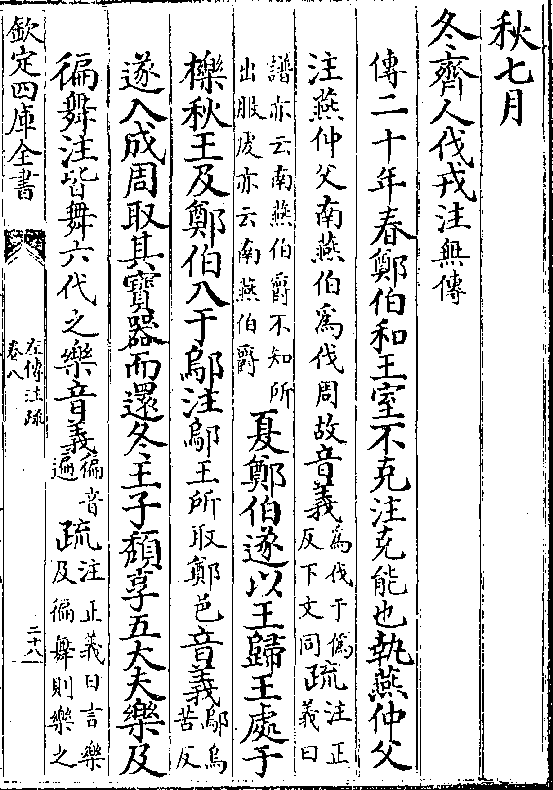 秋七月
冬齊人伐戎注無傳
傳二十年春鄭伯和王室不克注克能也執燕仲父
注燕仲父南燕伯為伐周故音義為伐于偽反下文同疏注正義曰
譜亦云南燕伯爵不知所出服虔亦云南燕伯爵夏鄭伯遂以王歸王處于
櫟秋王及鄭伯入于鄔注鄔王所取鄭邑音義鄔烏苦反
遂入成周取其寶器而還冬王子頹享五大夫樂及
徧舞注皆舞六代之樂音義徧音遍疏注正義曰言樂及徧舞則樂之
欽定四庫全書
左傳注疏
卷八
二十八